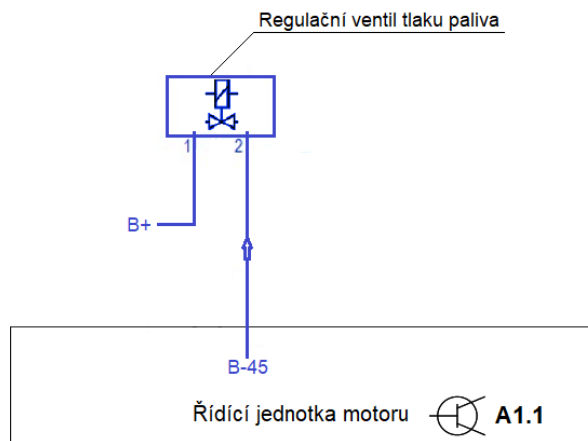 Regulační ventil tlaku paliva
1 2
B+
B-45
Řídící jednotka motoru A1.1